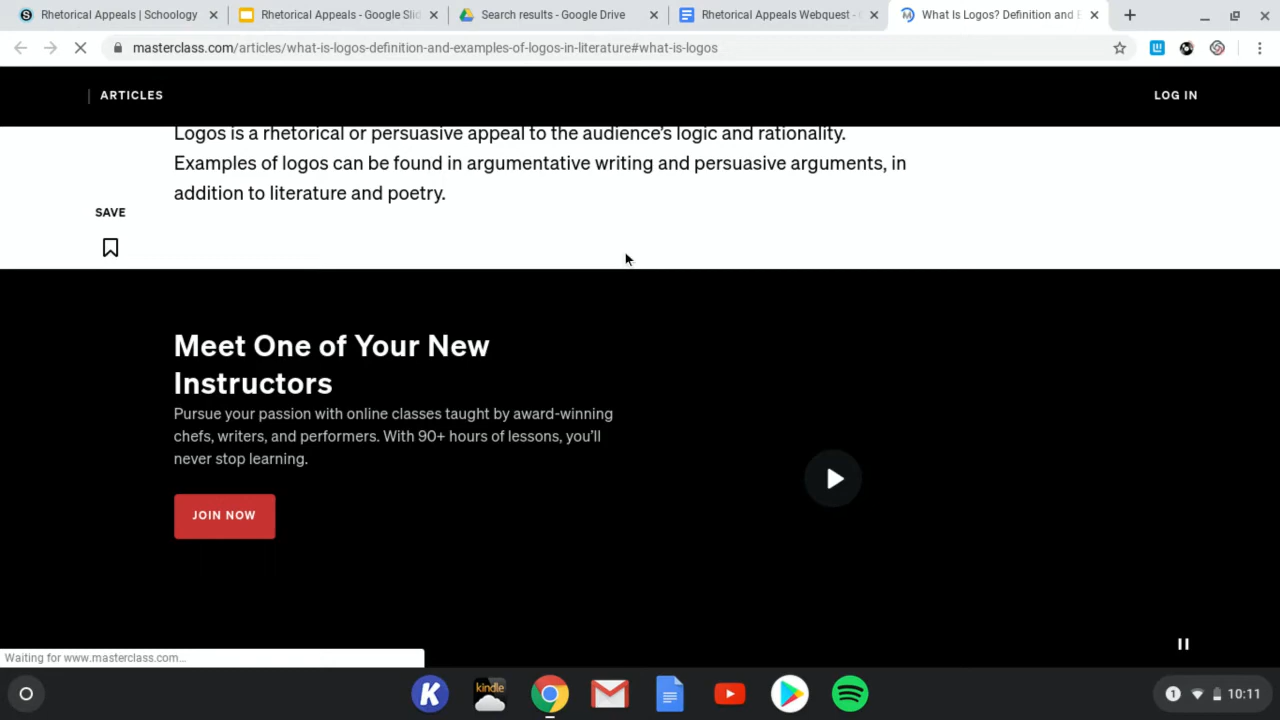 Rhetorical Appeals | Schoology
Rhetorical Appeals - Google Slid
Search results - Google Drive
Rhetorical Appeals Webquest -
What Is Logos? Definition and E
masterclass.com/articles/what-is-logos-definition-and-examples-of-logos-in-literature#what-is-logos
ARTICLES
LOG IN
Logos is a rhetorical or persuasive appeal to the audience's logic and rationality.
Examples of logos can be found in argumentative writing and persuasive arguments, in
addition to literature and poetry.
SAVE
Meet One of Your New
Instructors
Pursue your passion with online classes taught by award-winning
chefs, writers, and performers. With 90+ hours of lessons, you'll
never stop learning.
JOIN NOW
Waiting for www.masterclass.com...
K
kindle
1
10:11